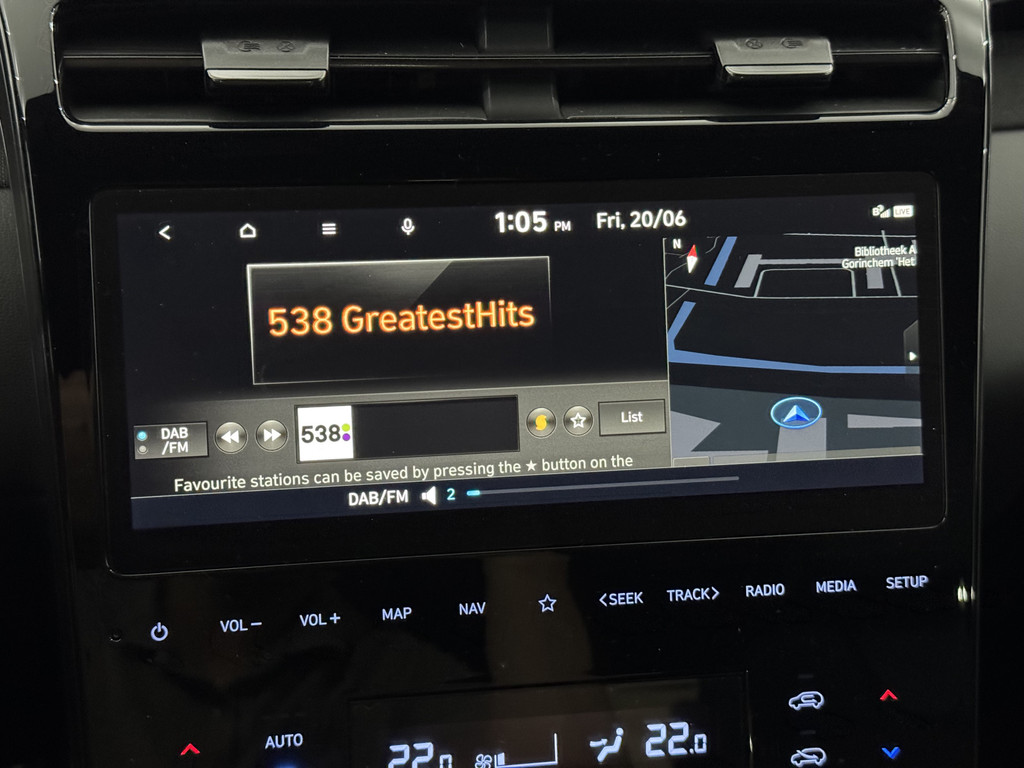 1:05 PM Fri, 20/06
LIVE
N
Bibliotheek A
Gorinchem 'Het
538 GreatestHits
DAB
/FM
538
List
Favourite stations can be saved by pressing the ★ button on the
DAB/FM 2
VOL− VOL+ MAP NAV <SEEK TRACK> RADIO MEDIA SETUP
AUTO
22.0
22.0